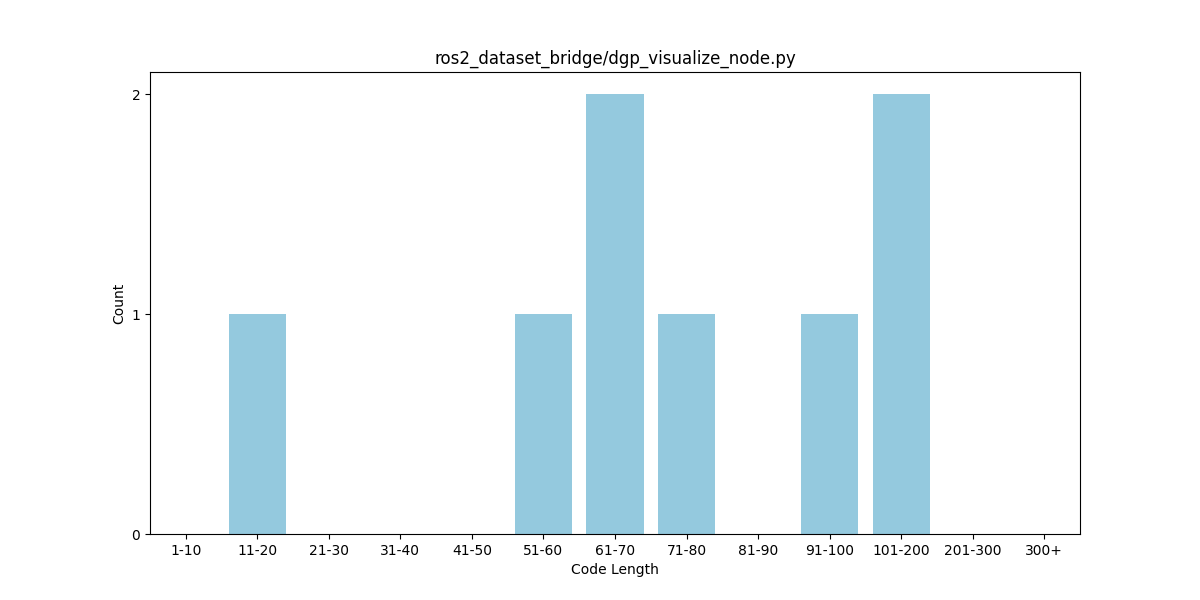 ros2_dataset_bridge/dgp_visualize_node.py
2
1
0
Count
1-10 11-20 21-30 31-40 41-50 51-60 61-70 71-80 81-90 91-100 101-200 201-300 300+
Code Length